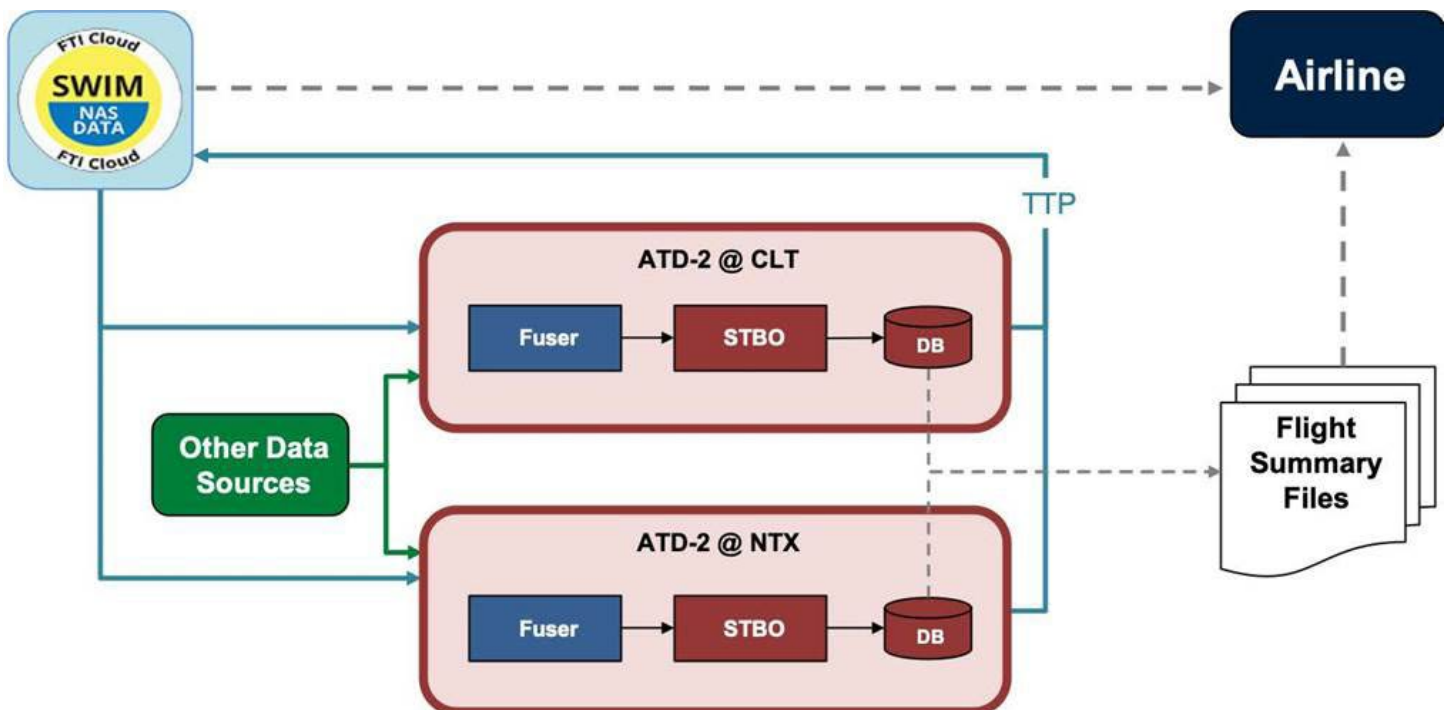 FTI Cloud
SWIM
NAS
DATA
FTI Cloud
Airline
TTP
ATD-2 @ CLT
Fuser
STBO
DB
Other Data
Sources
Flight
Summary
Files
ATD-2 @ NTX
Fuser
STBO
DB